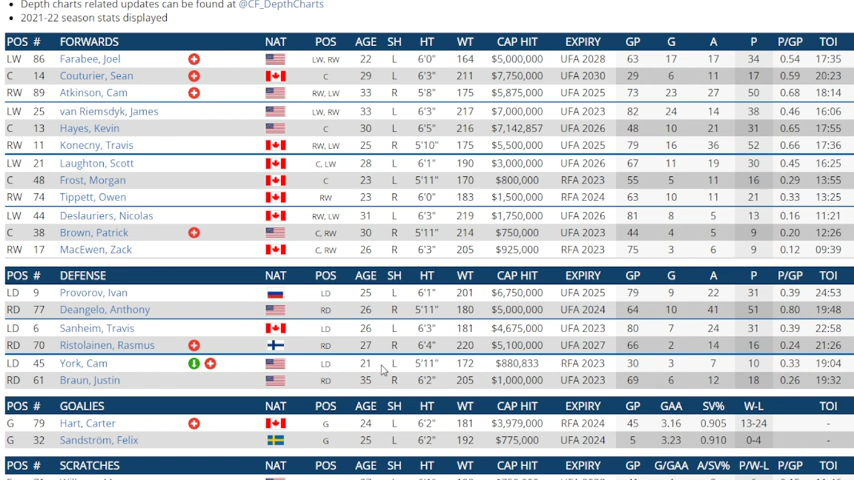 Depth charts related updates can be found at @CF_DepthCharts
2021-22 season stats displayed
POS # FORWARDS NAT POS AGE SH HT WT CAP HIT EXPIRY GP G A P P/GP TOI
LW 86 Farabee, Joel LW, RW 22 L 6'0" 164 $5,000,000 UFA 2028 63 17 17 34 0.54 17:35
C 14 Couturier, Sean C 29 L 6'3" 211 $7,750,000 UFA 2030 29 6 11 17 0.59 20:23
RW 89 Atkinson, Cam RW, LW 33 R 5'8" 175 $5,875,000 UFA 2025 73 23 27 50 0.68 18:14
LW 25 van Riemsdyk, James LW, RW 33 L 6'3" 217 $7,000,000 UFA 2023 82 24 14 38 0.46 16:06
C 13 Hayes, Kevin C 30 L 6'5" 216 $7,142,857 UFA 2026 48 10 21 31 0.65 17:55
RW 11 Konecny, Travis RW, LW 25 R 5'10" 175 $5,500,000 UFA 2025 79 16 36 52 0.66 17:36
LW 21 Laughton, Scott C, LW 28 L 6'1" 190 $3,000,000 UFA 2026 67 11 19 30 0.45 16:25
C 48 Frost, Morgan C 23 L 5'11" 170 $800,000 RFA 2023 55 5 11 16 0.29 13:55
RW 74 Tippett, Owen RW 23 R 6'0" 183 $1,500,000 RFA 2024 63 10 11 21 0.33 13:25
LW 44 Deslauriers, Nicolas RW, LW 31 L 6'3" 219 $1,750,000 UFA 2026 81 8 5 13 0.16 11:21
C 38 Brown, Patrick C, RW 30 R 5'11" 214 $750,000 UFA 2023 44 4 5 9 0.20 12:26
RW 17 MacEwen, Zack C, RW 26 R 6'3" 205 $925,000 RFA 2023 75 3 6 9 0.12 09:39
POS # DEFENSE NAT POS AGE SH HT WT CAP HIT EXPIRY GP G A P P/GP TOI
LD 9 Provorov, Ivan LD 25 L 6'1" 201 $6,750,000 UFA 2025 79 9 22 31 0.39 24:53
RD 77 Deangelo, Anthony RD 26 R 5'11" 180 $5,000,000 UFA 2024 64 10 41 51 0.80 19:48
LD 6 Sanheim, Travis LD 26 L 6'3" 181 $4,675,000 UFA 2023 80 7 24 31 0.39 22:58
RD 70 Ristolainen, Rasmus RD 27 R 6'4" 220 $5,100,000 UFA 2027 66 2 14 16 0.24 21:26
LD 45 York, Cam LD 21 L 5'11" 172 $880,833 RFA 2023 30 3 7 10 0.33 19:04
RD 61 Braun, Justin RD 35 R 6'2" 205 $1,000,000 UFA 2023 69 6 12 18 0.26 19:32
POS # GOALIES NAT POS AGE SH HT WT CAP HIT EXPIRY GP GAA SV% W-L TOI
G 79 Hart, Carter G 24 L 6'2" 181 $3,979,000 RFA 2024 45 3.16 0.905 13-24 -
G 32 Sandström, Felix G 25 L 6'2" 192 $775,000 RFA 2024 5 3.23 0.910 0-4 -
POS # SCRATCHES NAT POS AGE SH HT WT CAP HIT EXPIRY GP G/GAA A/SV% P/W-L P/GP TOI